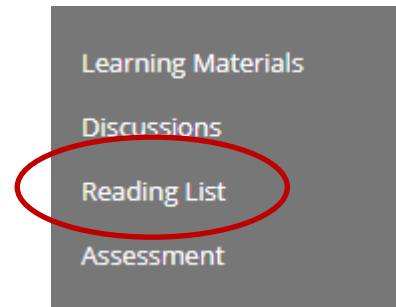 Learning Materials
Discussions
Reading List
Assessment